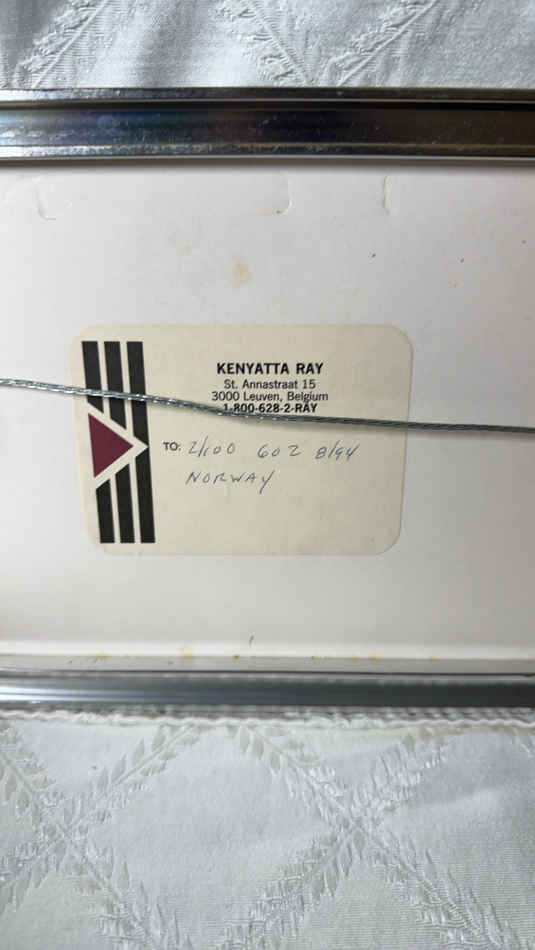 KENYATTA RAY
St. Annastraat 15
3000 Leuven, Belgium
1-800-628-2-RAY
TO: 2/100 602 8/94
NORWAY